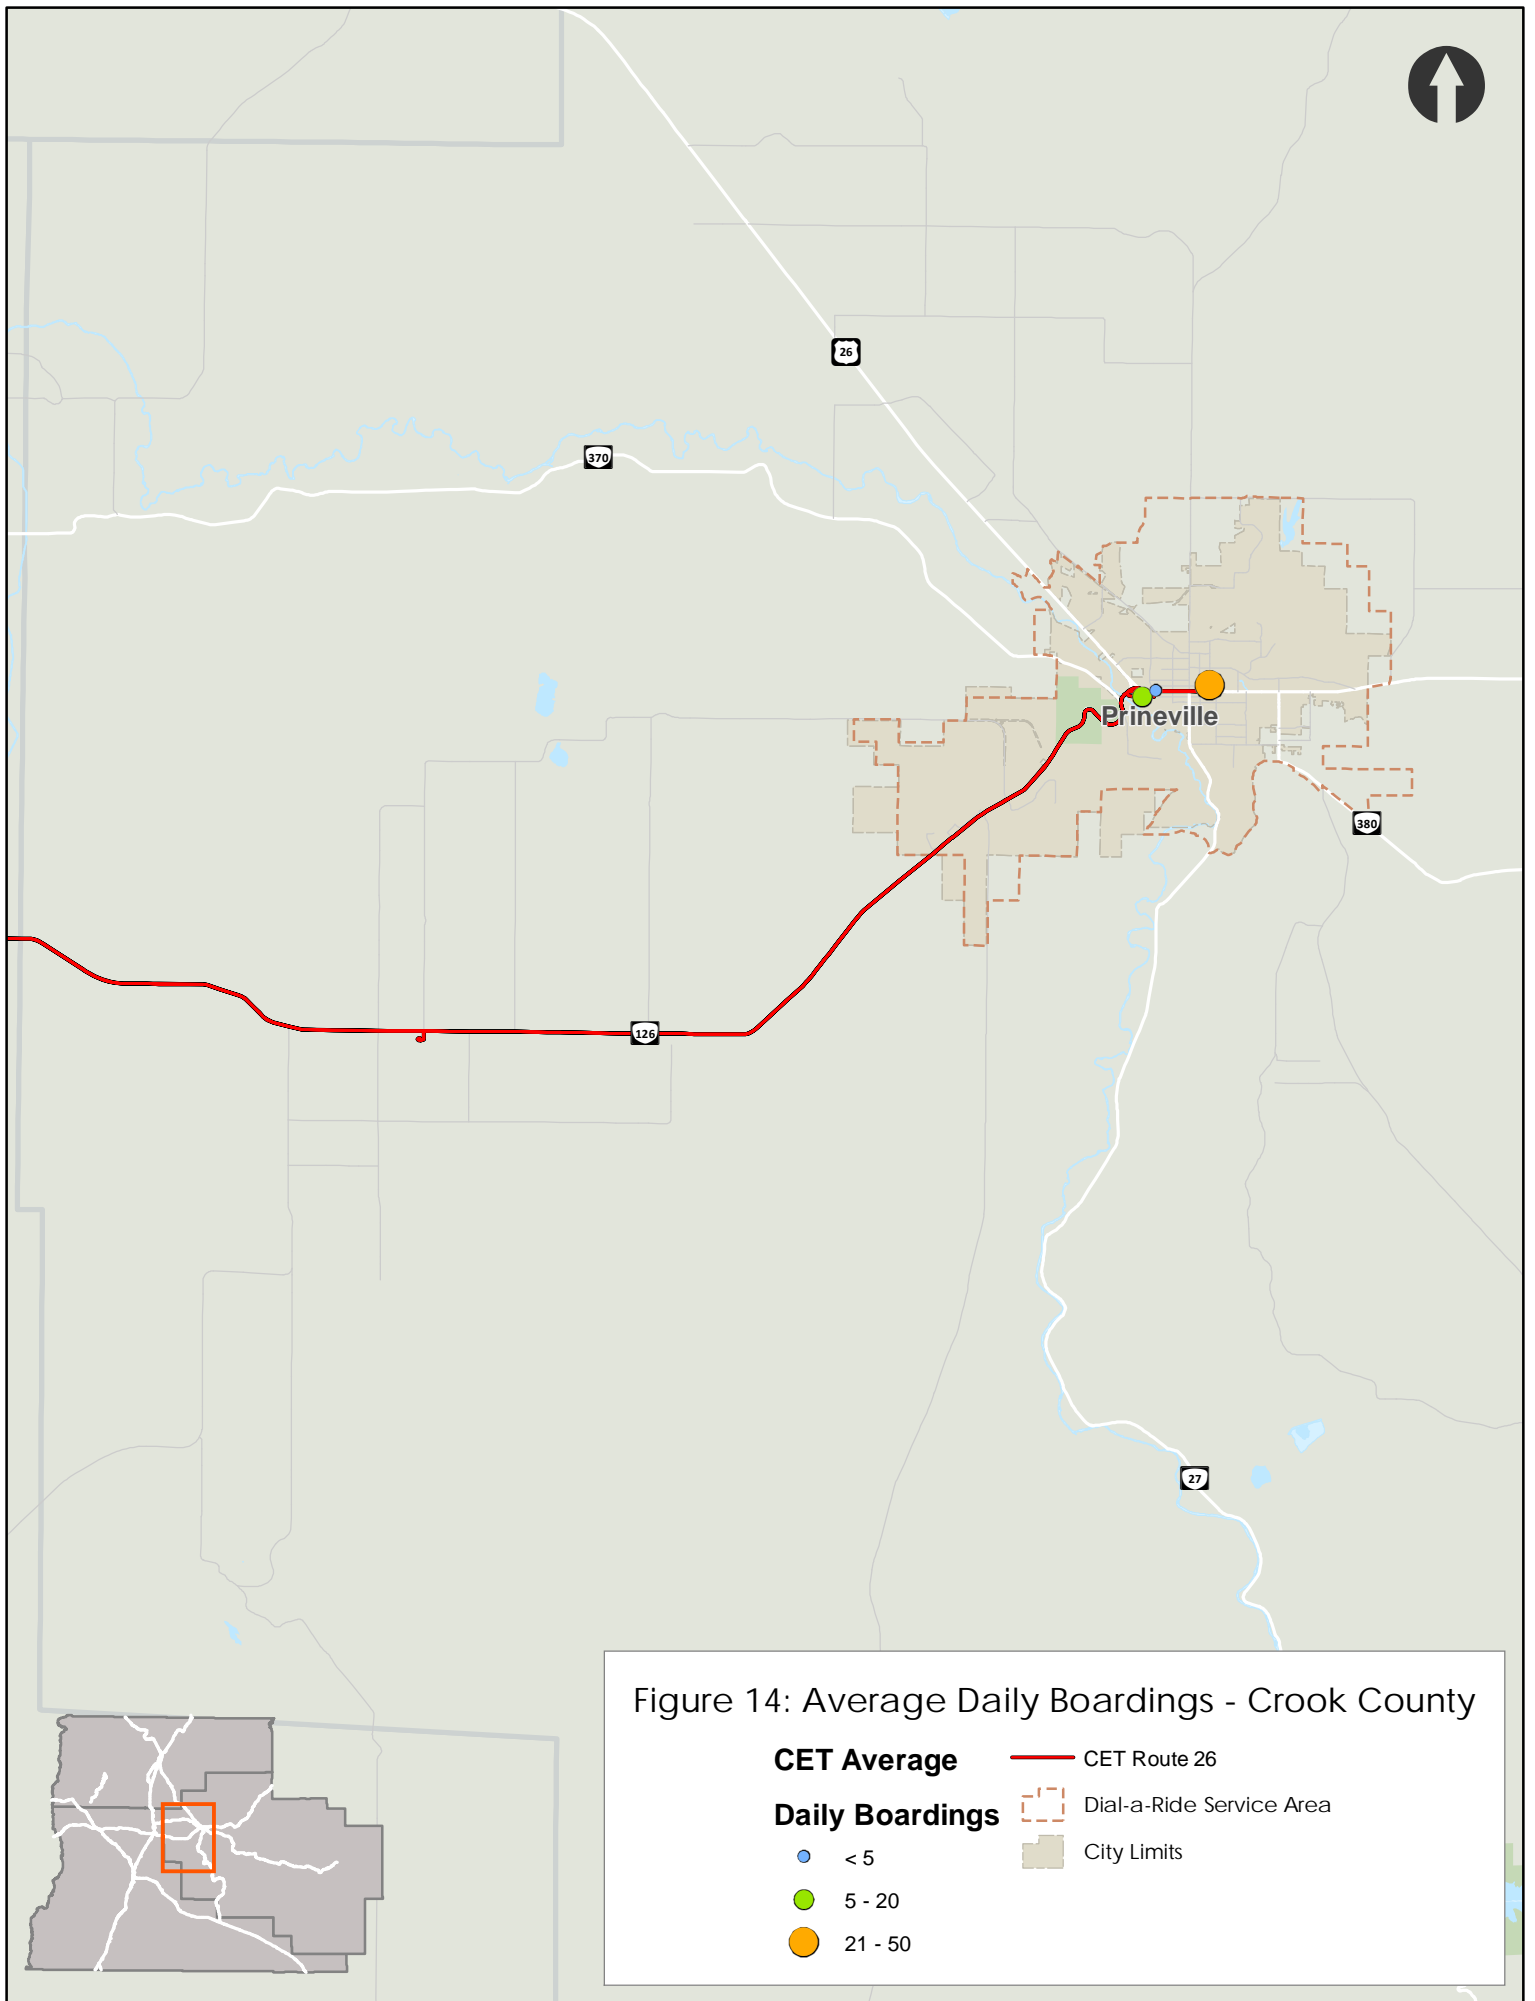 26
370
Prineville
380
126
27
Figure 14: Average Daily Boardings - Crook County
CET Average
Daily Boardings
< 5
5 - 20
21 - 50
CET Route 26
Dial-a-Ride Service Area
City Limits